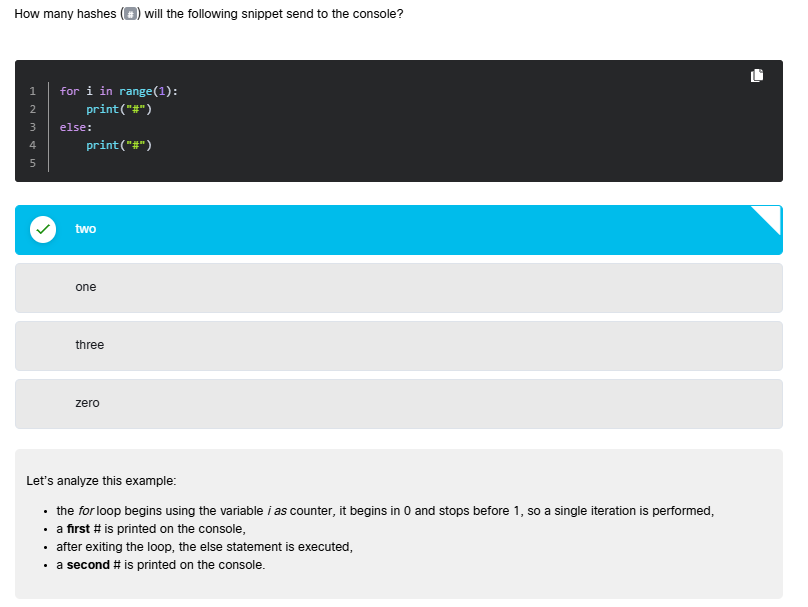 How many hashes (#) will the following snippet send to the console?
1 for i in range(1):
2     print("#")
3 else:
4     print("#")
5
two
one
three
zero
Let's analyze this example:
• the for loop begins using the variable i as counter, it begins in 0 and stops before 1, so a single iteration is performed,
• a first # is printed on the console,
• after exiting the loop, the else statement is executed,
• a second # is printed on the console.